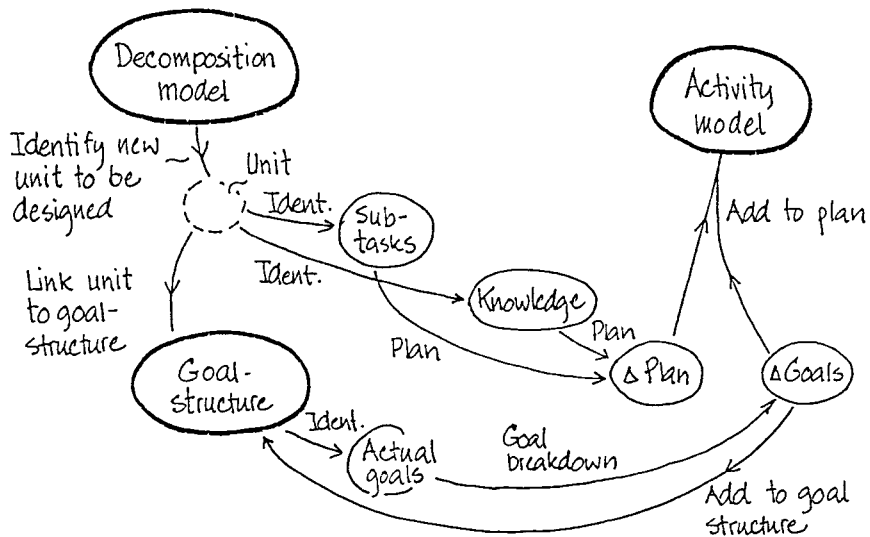 Decomposition
model
Activity
model
Identify new
unit to be
designed
Unit
Ident.
Sub-
tasks
Add to plan
Ident.
Link unit
to goal-
structure
Knowledge
Plan
Plan
Δ Plan
ΔGoals
Goal-
structure
Ident.
Actual
goals
Goal
breakdown
Add to goal
structure